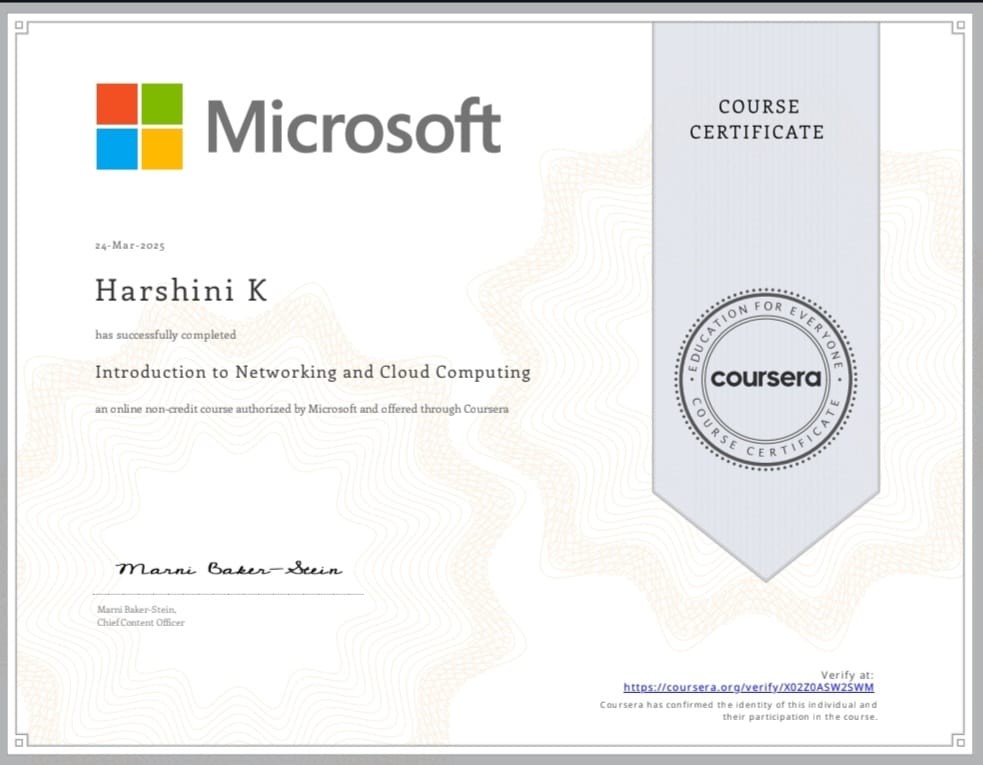 Microsoft
COURSE
CERTIFICATE
24-Mar-2025
Harshini K
has successfully completed
Introduction to Networking and Cloud Computing
an online non-credit course authorized by Microsoft and offered through Coursera
EDUCATION FOR EVERYONE
coursera
COURSE CERTIFICATE
Marni Baker-Stein
Marni Baker-Stein,
Chief Content Officer
Verify at:
https://coursera.org/verify/X02Z0ASW2SWM
Coursera has confirmed the identity of this individual and
their participation in the course.